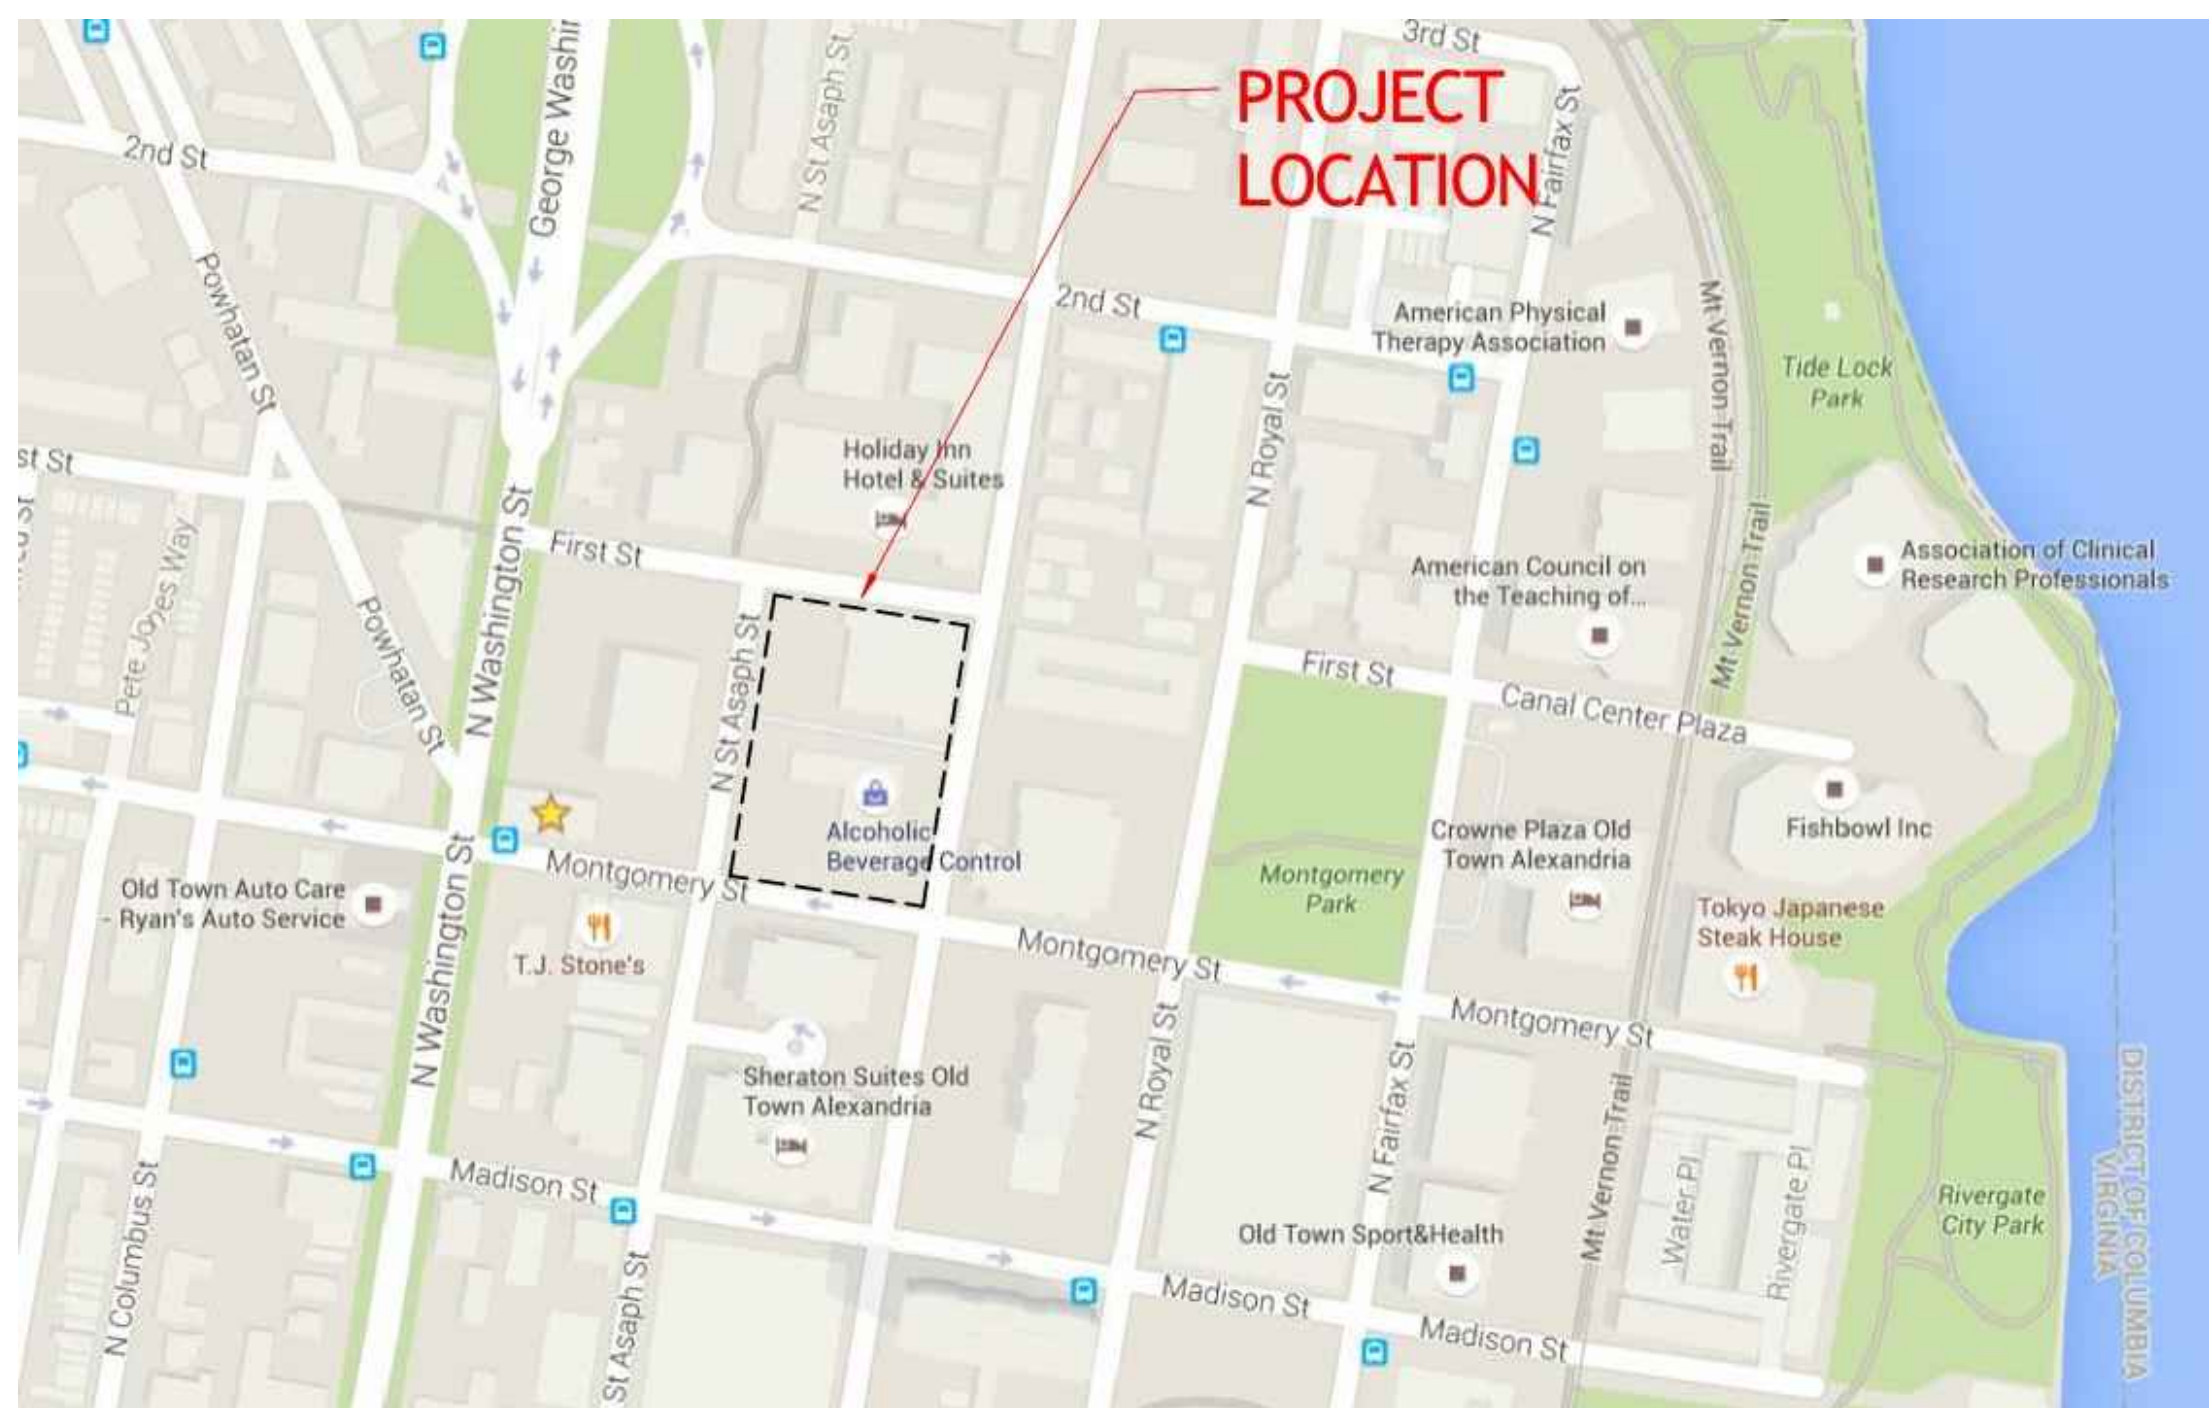 3rd St
PROJECT
LOCATION
George Washin
N St Asaph St
N Fairfax St
2nd St
Powhatan St
2nd St
American Physical
Therapy Association
Mt Vernon Trail
Tide Lock
Park
N Royal St
Holiday Inn
Hotel & Suites
st St
N Washington St
First St
Pete Jones Way
Powhatan St
N St Asaph St
American Council on
the Teaching of...
Mt Vernon Trail
Association of Clinical
Research Professionals
First St
Canal Center Plaza
Alcoholic
Beverage Control
Montgomery
Park
Crowne Plaza Old
Town Alexandria
Fishbowl Inc
Tokyo Japanese
Steak House
Montgomery St
Old Town Auto Care
- Ryan's Auto Service
N Washington St
T.J. Stone's
Montgomery St
Montgomery St
Sheraton Suites Old
Town Alexandria
N Royal St
N Fairfax St
Mt Vernon Trail
Water Pl
Rivergate Pl
Rivergate
City Park
DISTRICT OF COLUMBIA
VIRGINIA
N Columbus St
Madison St
St Asaph St
Old Town Sport&Health
Madison St
Madison St